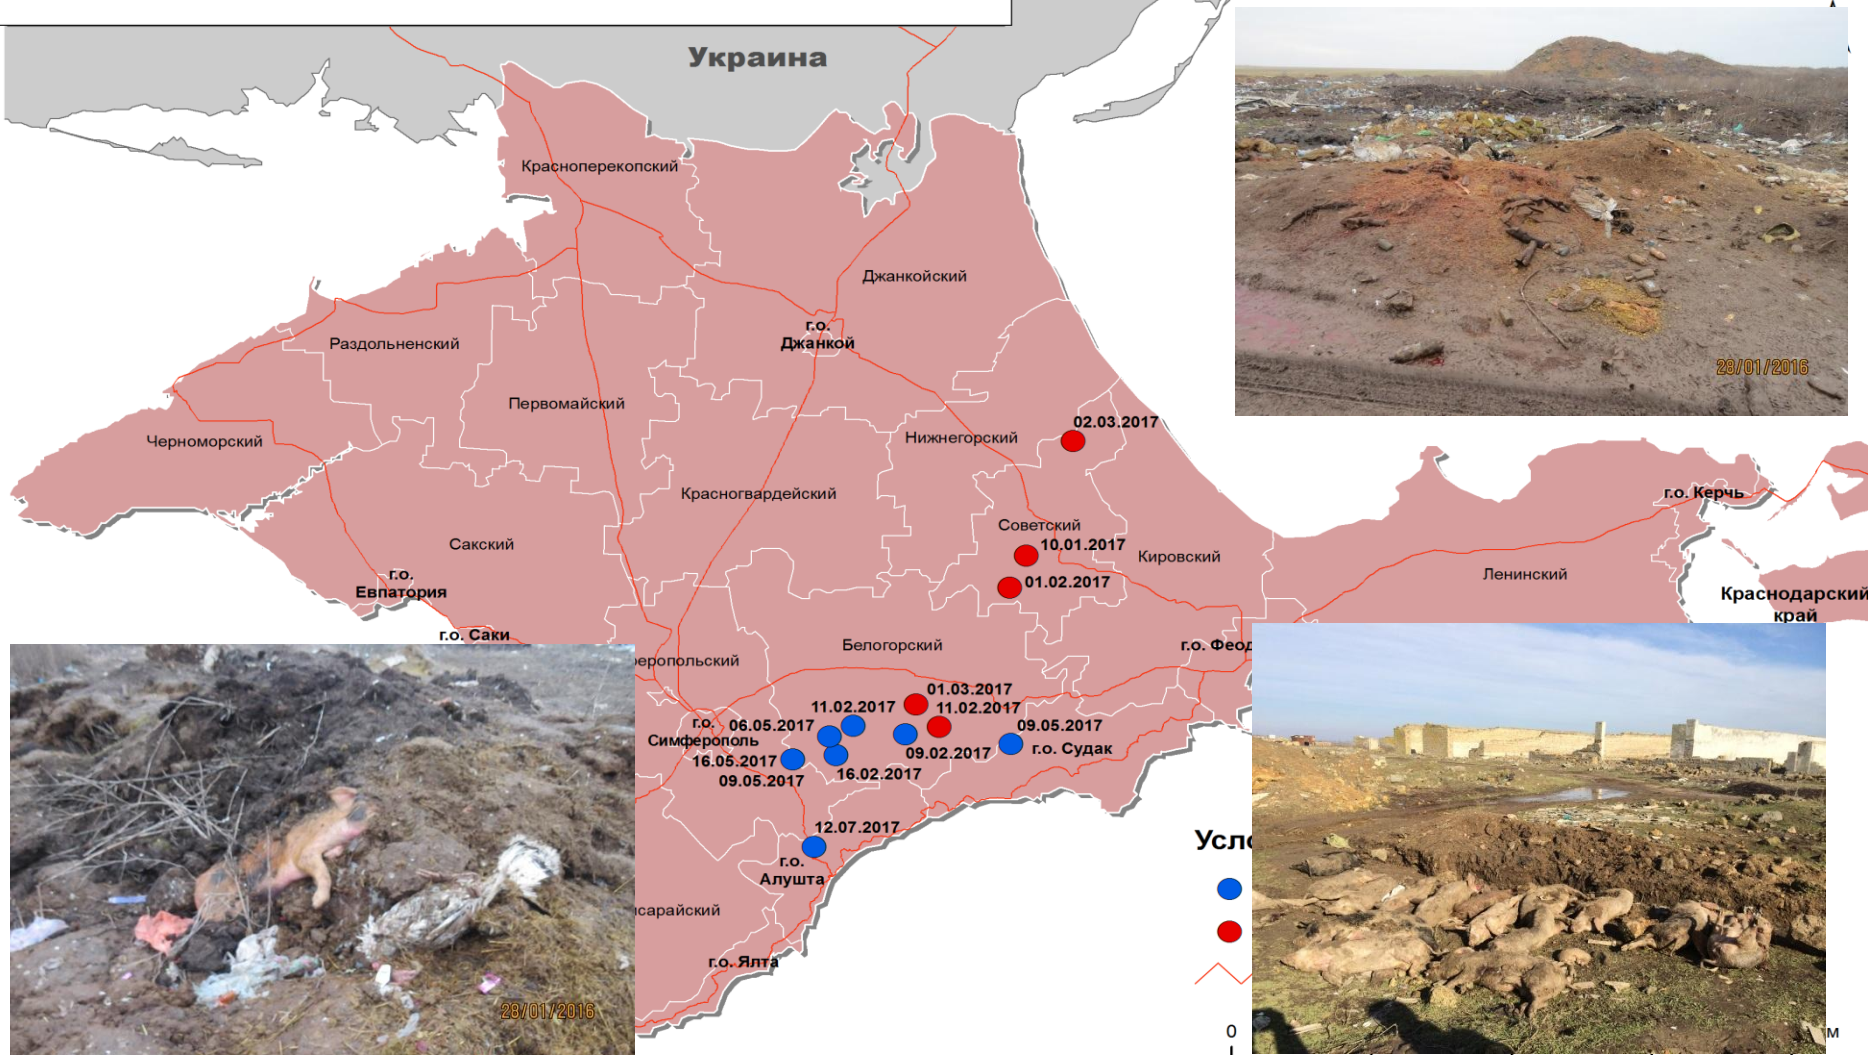 Украина
28/01/2016
Красноперекопский
Джанкойский
г.о.
Джанкой
Раздольненский
Первомайский
Черноморский
02.03.2017
Нижнегорский
Красногвардейский
г.о. Керчь
Советский
10.01.2017
Сакский
Кировский
Ленинский
01.02.2017
г.о.
Евпатория
Краснодарский
край
г.о. Саки
Белогорский
г.о. Феод
еропольский
01.03.2017
11.02.2017
11.02.2017
06.05.2017
09.05.2017
г.о.
Симферополь
г.о. Судак
09.02.2017
16.05.2017
16.02.2017
09.05.2017
12.07.2017
Усло
г.о.
Алушта
сарайский
г.о. Ялта
28/01/2016
0
м